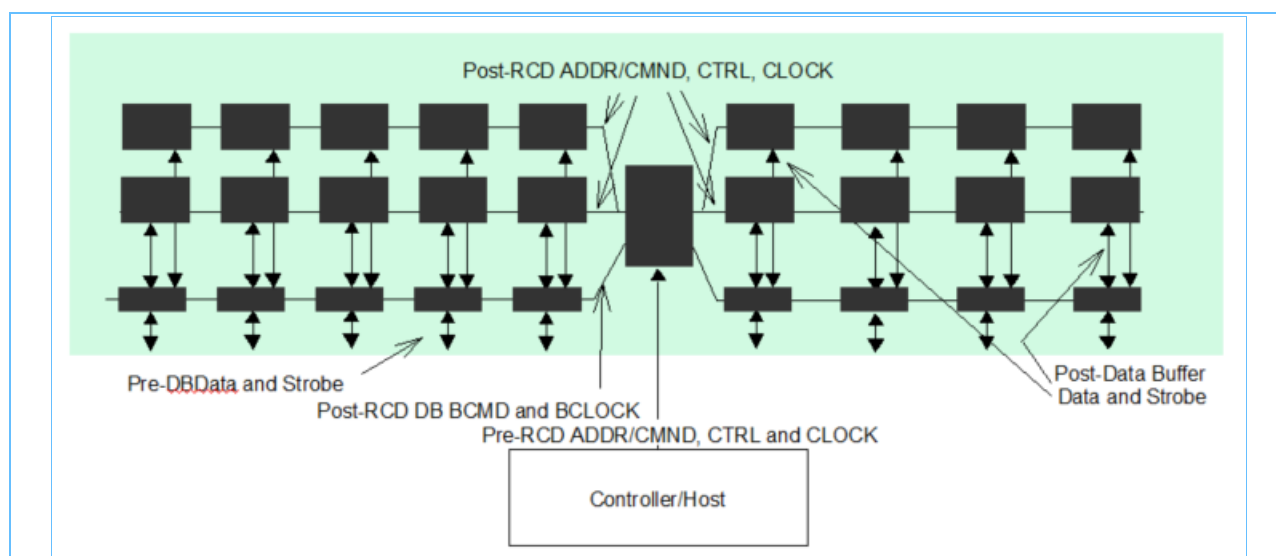 Post-RCD ADDR/CMND, CTRL, CLOCK
Pre-DBData and Strobe
Post-RCD DB BCMD and BCLOCK
Pre-RCD ADDR/CMND, CTRL and CLOCK
Post-Data Buffer
Data and Strobe
Controller/Host